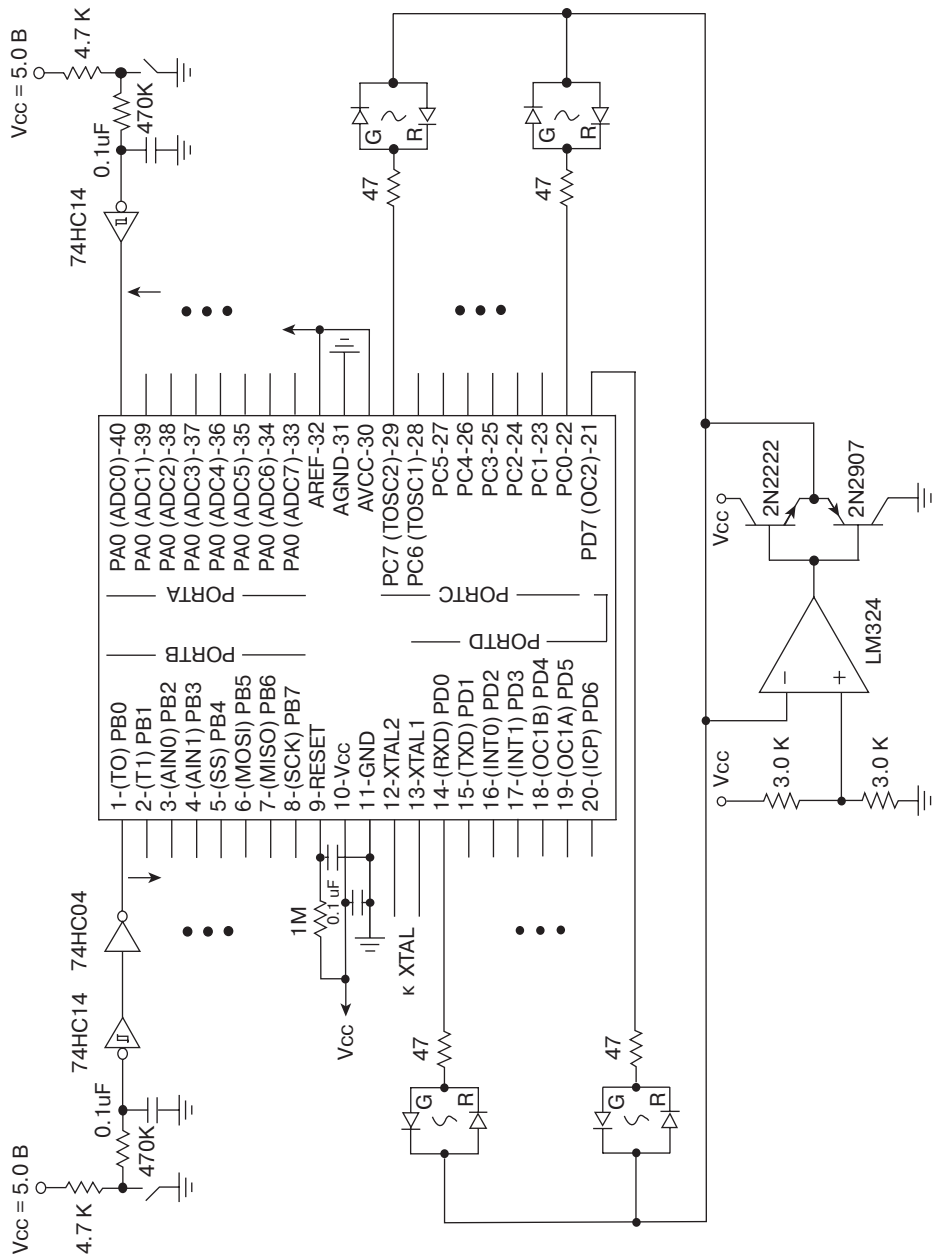 Vcc = 5.0 B
4.7 K
470K
0.1uF
74HC14
74HC04
1-(TO) PB0
2-(T1) PB1
3-(AIN0) PB2
4-(AIN1) PB3
5-(SS) PB4
6-(MOSI) PB5
7-(MISO) PB6
8-(SCK) PB7
9-RESET
10-Vcc
11-GND
12-XTAL2
13-XTAL1
14-(RXD) PD0
15-(TXD) PD1
16-(INT0) PD2
17-(INT1) PD3
18-(OC1B) PD4
19-(OC1A) PD5
20-(ICP) PD6
PORTB
PORTD
PORTA
PORTC
PA0 (ADC0)-40
PA0 (ADC1)-39
PA0 (ADC2)-38
PA0 (ADC3)-37
PA0 (ADC4)-36
PA0 (ADC5)-35
PA0 (ADC6)-34
PA0 (ADC7)-33
AREF-32
AGND-31
AVCC-30
PC7 (TOSC2)-29
PC6 (TOSC1)-28
PC5-27
PC4-26
PC3-25
PC2-24
PC1-23
PC0-22
PD7 (OC2)-21
1M
0.1 uF
Vcc
к XTAL
47
G
R
47
G
R
74HC14
0.1uF
470K
4.7 K
Vcc = 5.0 B
47
G
R
47
G
R
Vcc
3.0 K
3.0 K
LM324
Vcc
2N2222
2N2907